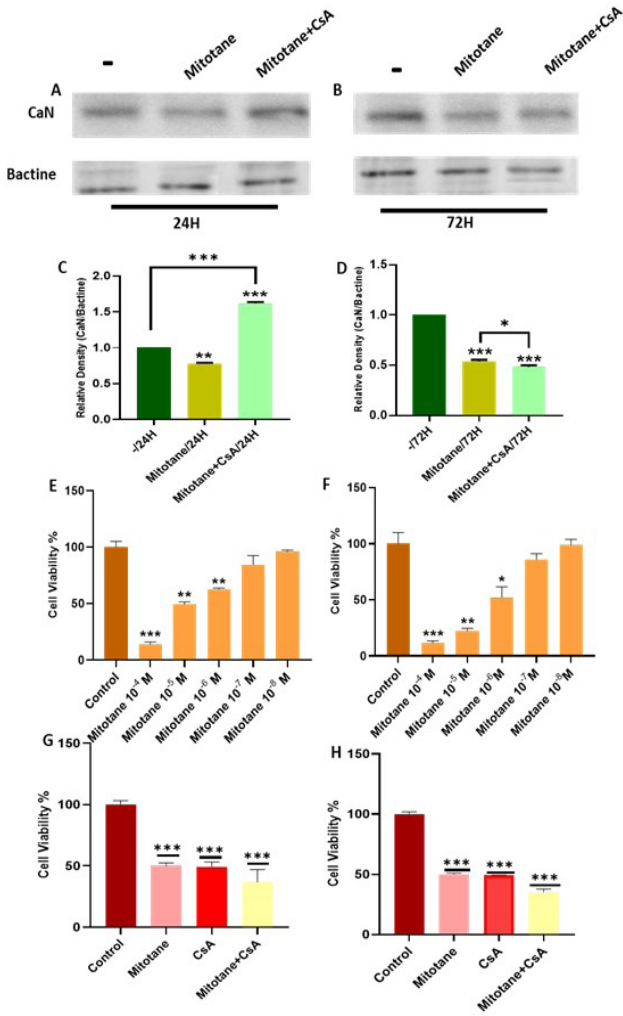 - Mitotane Mitotane+CsA
- Mitotane Mitotane+CsA
A
B
CaN
Bactine
24H
72H
C
***
2.0
1.5
1.0
0.5
0.0
Relative Density (CaN/Bactine)
**
***
-/24H
Mitotane/24H
Mitotane+CsA/24H
D
1.5
1.0
0.5
0.0
Relative Density (CaN/Bactine)
*
***
***
-/72H
Mitotane/72H
Mitotane+CsA/72H
E
150
100
50
0
Cell Viability %
***
**
**
Control
Mitotane 10⁻⁴ M
Mitotane 10⁻⁵ M
Mitotane 10⁻⁶ M
Mitotane 10⁻⁷ M
Mitotane 10⁻⁸ M
F
150
100
50
0
Cell Viability %
***
**
*
Control
Mitotane 10⁻⁴ M
Mitotane 10⁻⁵ M
Mitotane 10⁻⁶ M
Mitotane 10⁻⁷ M
Mitotane 10⁻⁸ M
G
150
100
50
0
Cell Viability %
***
***
***
Control
Mitotane
CsA
Mitotane+CsA
H
150
100
50
0
Cell Viability %
***
***
***
Control
Mitotane
CsA
Mitotane+CsA